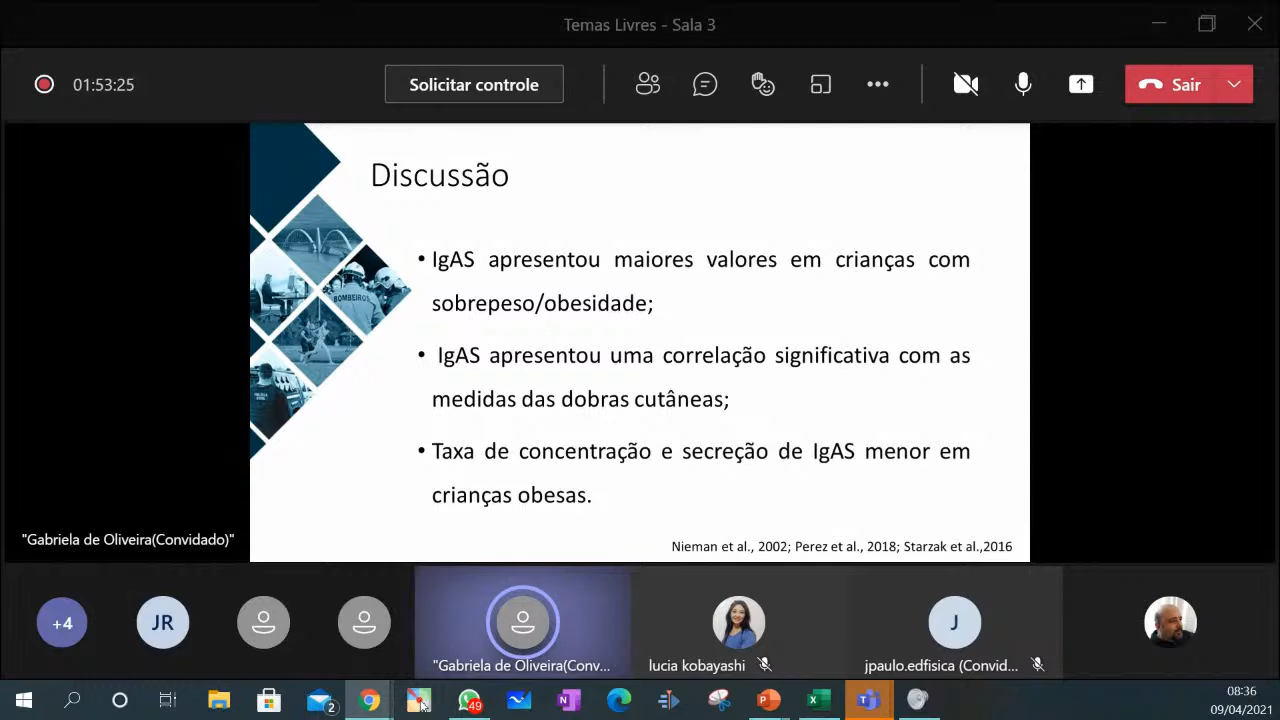 Temas Livres - Sala 3
01:53:25
Solicitar controle
Sair
Discussão
• IgAS apresentou maiores valores em crianças com
sobrepeso/obesidade;
• IgAS apresentou uma correlação significativa com as
medidas das dobras cutâneas;
• Taxa de concentração e secreção de IgAS menor em
crianças obesas.
Nieman et al., 2002; Perez et al., 2018; Starzak et al.,2016
BOMBEIROS
"Gabriela de Oliveira(Convidado)"
+4
JR
J
"Gabriela de Oliveira(Conv...
lucia kobayashi
jpaulo.edfisica (Convid...
2
49
08:36
09/04/2021